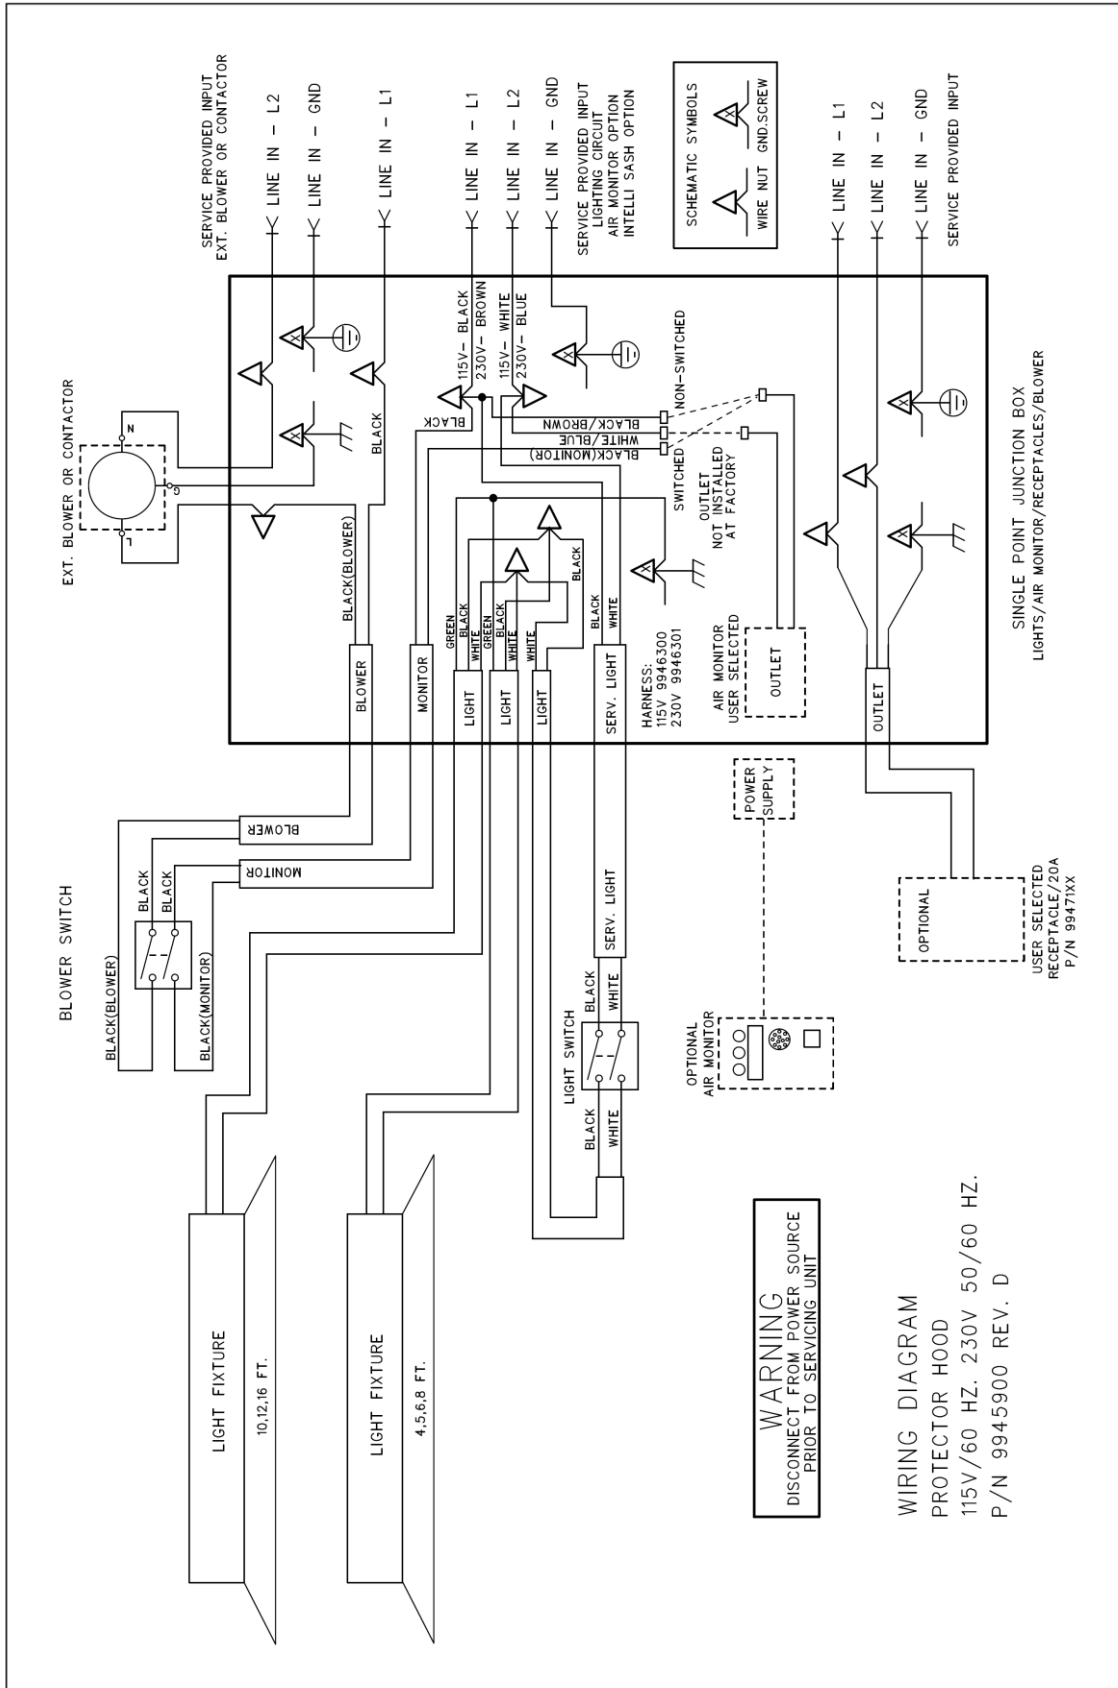 SERVICE PROVIDED INPUT
EXT. BLOWER OR CONTACTOR
LINE IN - L2
LINE IN - GND
LINE IN - L1
LINE IN - L1
LINE IN - L2
LINE IN - GND
SERVICE PROVIDED INPUT
LIGHTING CIRCUIT
AIR MONITOR OPTION
INTELLI SASH OPTION
SCHEMATIC SYMBOLS
WIRE NUT
GND.SCREW
X
LINE IN - L1
LINE IN - L2
LINE IN - GND
SERVICE PROVIDED INPUT
EXT. BLOWER OR CONTACTOR
N
G
L
X
X
BLACK
BLACK(BLOWER)
BLOWER
115V- BLACK
230V- BROWN
115V- WHITE
230V- BLUE
BLACK
X
BLACK/BROWN
WHITE/BLUE
BLACK(MONITOR)
NON-SWITCHED
SWITCHED
OUTLET
NOT INSTALLED
AT FACTORY
MONITOR
GREEN
BLACK
WHITE
GREEN
BLACK
WHITE
BLACK
LIGHT
LIGHT
LIGHT
BLACK
WHITE
SERV. LIGHT
X
HARNESS:
115V 9946300
230V 9946301
AIR MONITOR
USER SELECTED
OUTLET
X
X
OUTLET
SINGLE POINT JUNCTION BOX
LIGHTS/AIR MONITOR/RECEPTACLES/BLOWER
BLOWER SWITCH
BLACK(BLOWER)
BLACK
BLACK
BLACK(MONITOR)
BLOWER
MONITOR
SERV. LIGHT
BLACK
WHITE
LIGHT SWITCH
BLACK
WHITE
POWER
SUPPLY
OPTIONAL
AIR MONITOR
OPTIONAL
USER SELECTED
RECEPTACLE/20A
P/N 99471XX
LIGHT FIXTURE
10,12,16 FT.
LIGHT FIXTURE
4,5,6,8 FT.
WARNING
DISCONNECT FROM POWER SOURCE
PRIOR TO SERVICING UNIT
WIRING DIAGRAM
PROTECTOR HOOD
115V/60 HZ. 230V 50/60 HZ.
P/N 9945900 REV. D